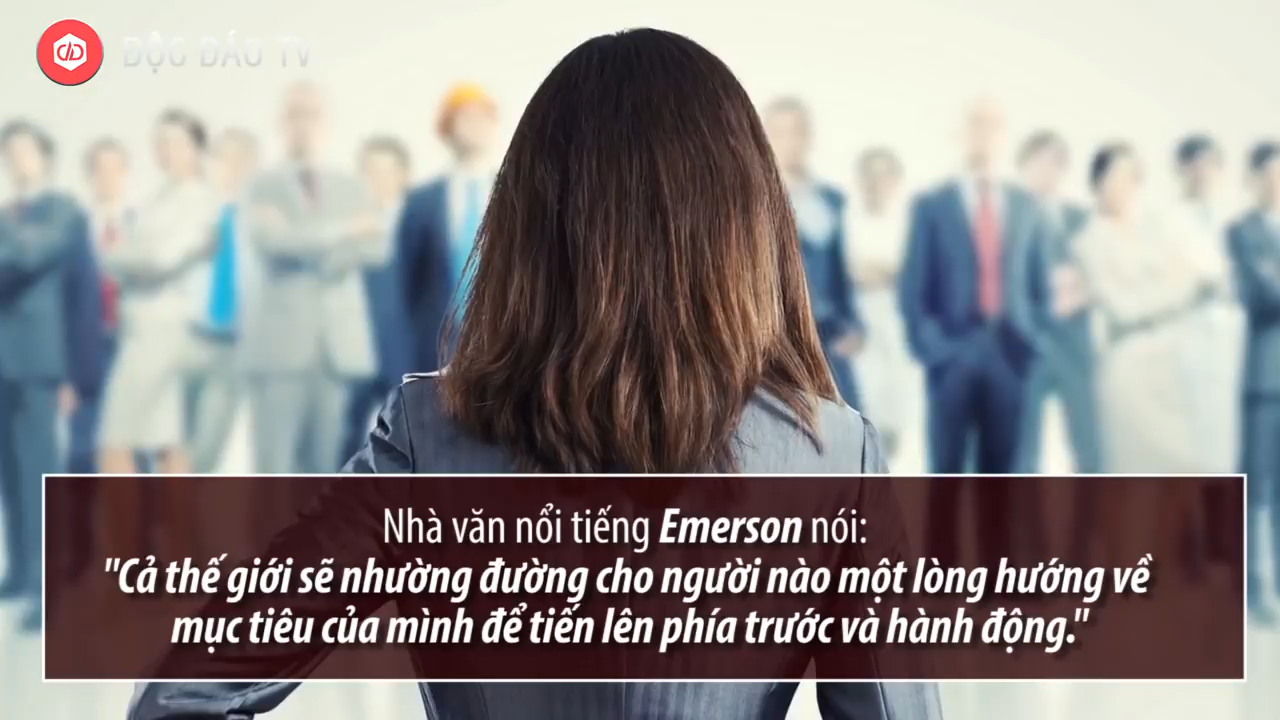 ĐỘC ĐÁO TV
Nhà văn nổi tiếng Emerson nói:
"Cả thế giới sẽ nhường đường cho người nào một lòng hướng về
mục tiêu của mình để tiến lên phía trước và hành động."